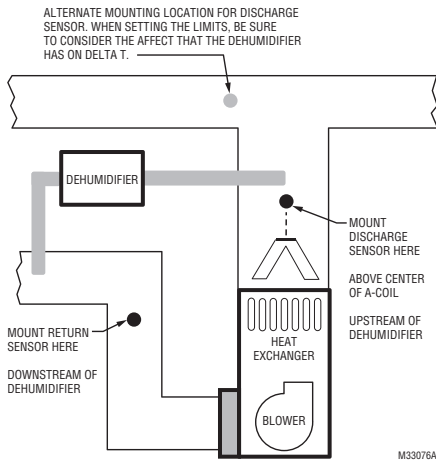 ALTERNATE MOUNTING LOCATION FOR DISCHARGE
SENSOR. WHEN SETTING THE LIMITS, BE SURE
TO CONSIDER THE AFFECT THAT THE DEHUMIDIFIER
HAS ON DELTA T.
DEHUMIDIFIER
MOUNT
DISCHARGE
SENSOR HERE
ABOVE CENTER
OF A-COIL
UPSTREAM OF
DEHUMIDIFIER
MOUNT RETURN
SENSOR HERE
DOWNSTREAM OF
DEHUMIDIFIER
HEAT
EXCHANGER
BLOWER
M33076A